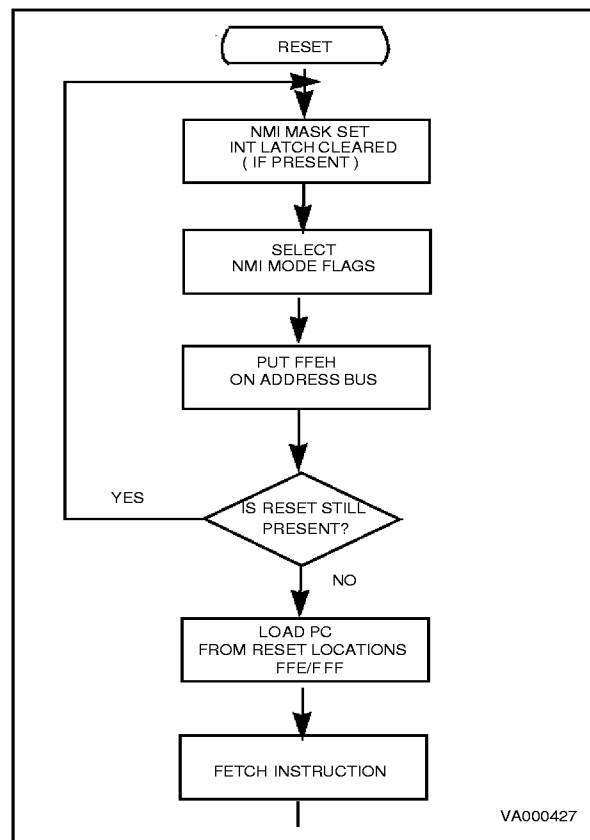 RESET
NMI MASK SET
INT LATCH CLEARED
( IF PRESENT )
SELECT
NMI MODE FLAGS
PUT FFEH
ON ADDRESS BUS
YES
IS RESET STILL
PRESENT?
NO
LOAD PC
FROM RESET LOCATIONS
FFE/FFF
FETCH INSTRUCTION
VA000427